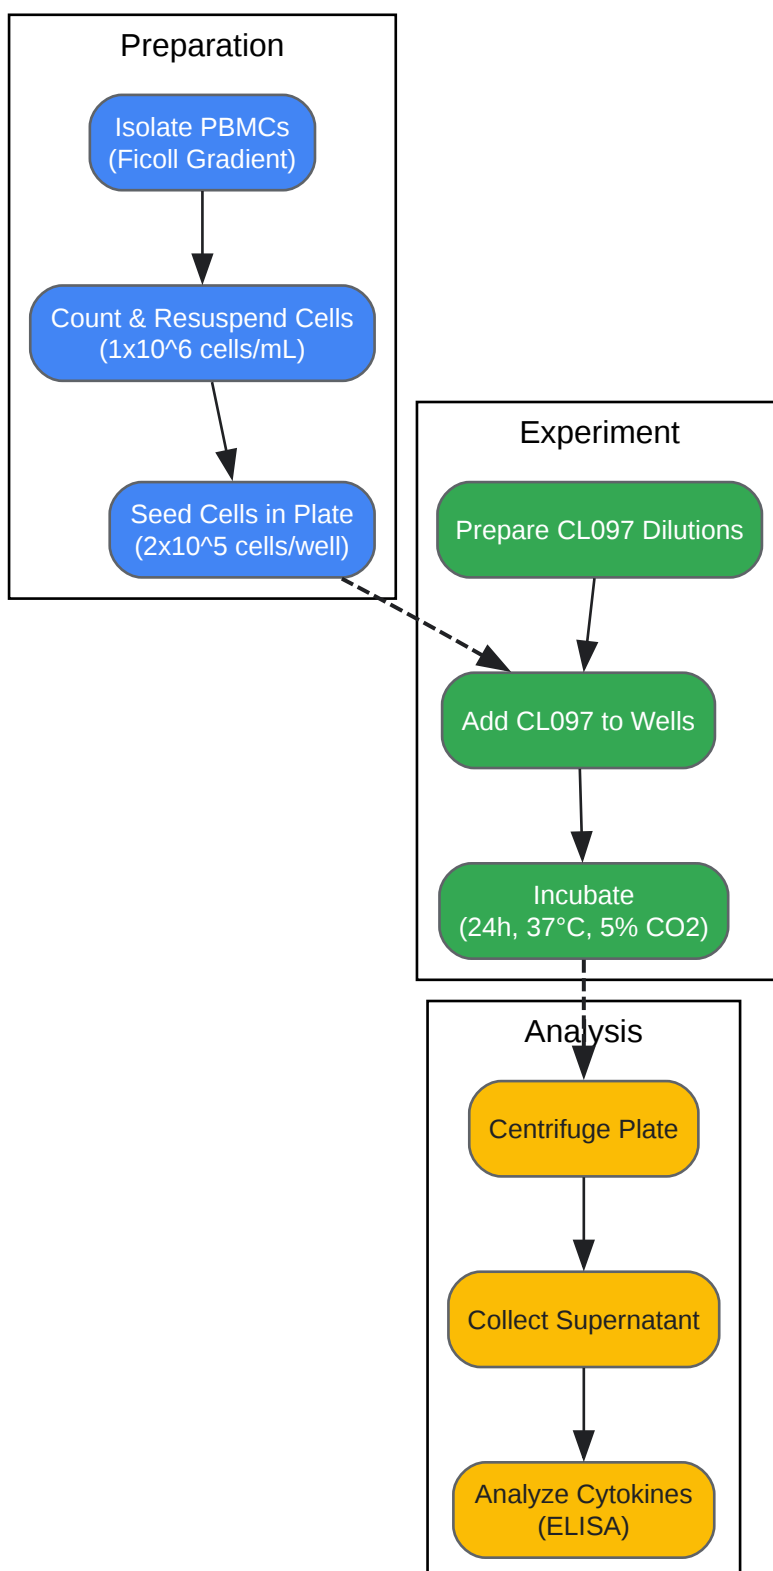 Preparation
Isolate PBMCs
(Ficoll Gradient)
Count & Resuspend Cells
(1x10^6 cells/mL)
Seed Cells in Plate
(2x10^5 cells/well)
Experiment
Prepare CL097 Dilutions
Add CL097 to Wells
Incubate
(24h, 37°C, 5% CO2)
Analysis
Centrifuge Plate
Collect Supernatant
Analyze Cytokines
(ELISA)